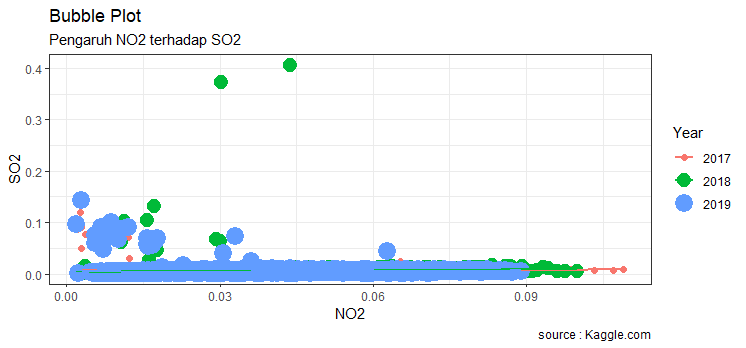 Bubble Plot
Pengaruh NO2 terhadap SO2
0.4
0.3
0.2
0.1
0.0
SO2
0.00 0.03 0.06 0.09
NO2
Year
2017
2018
2019
source : Kaggle.com